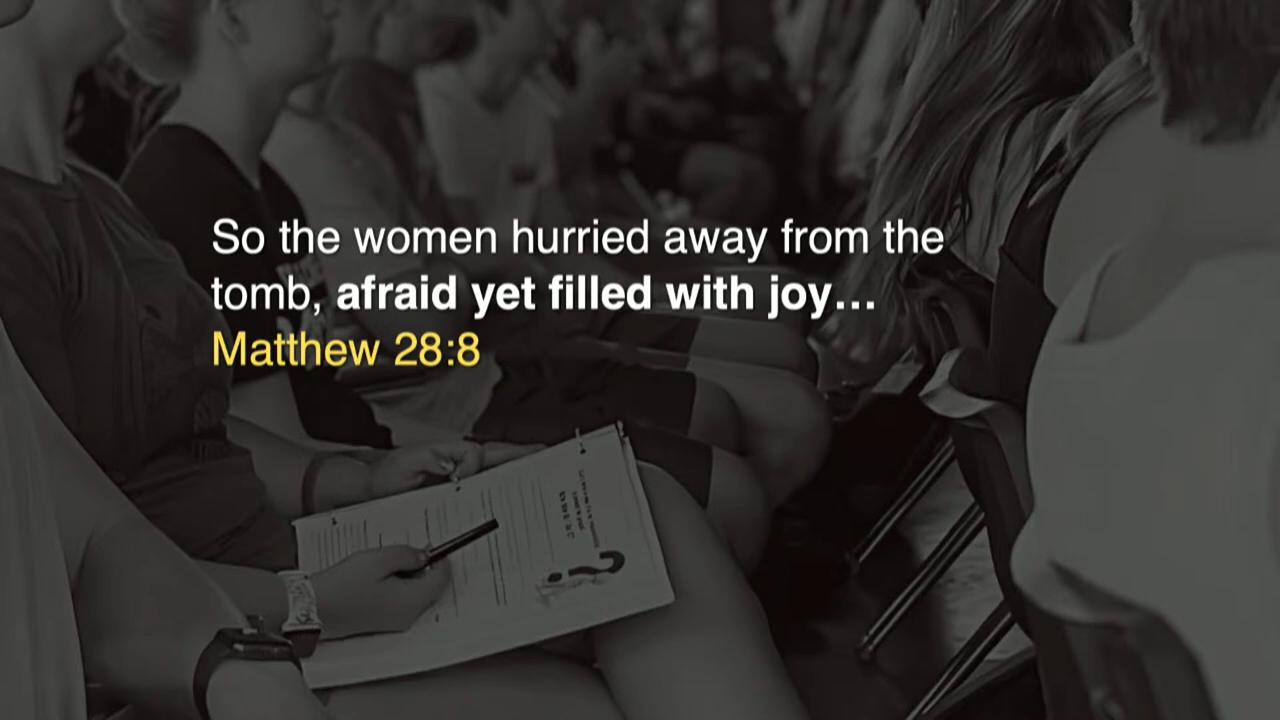 So the women hurried away from the
tomb, afraid yet filled with joy...
Matthew 28:8
?